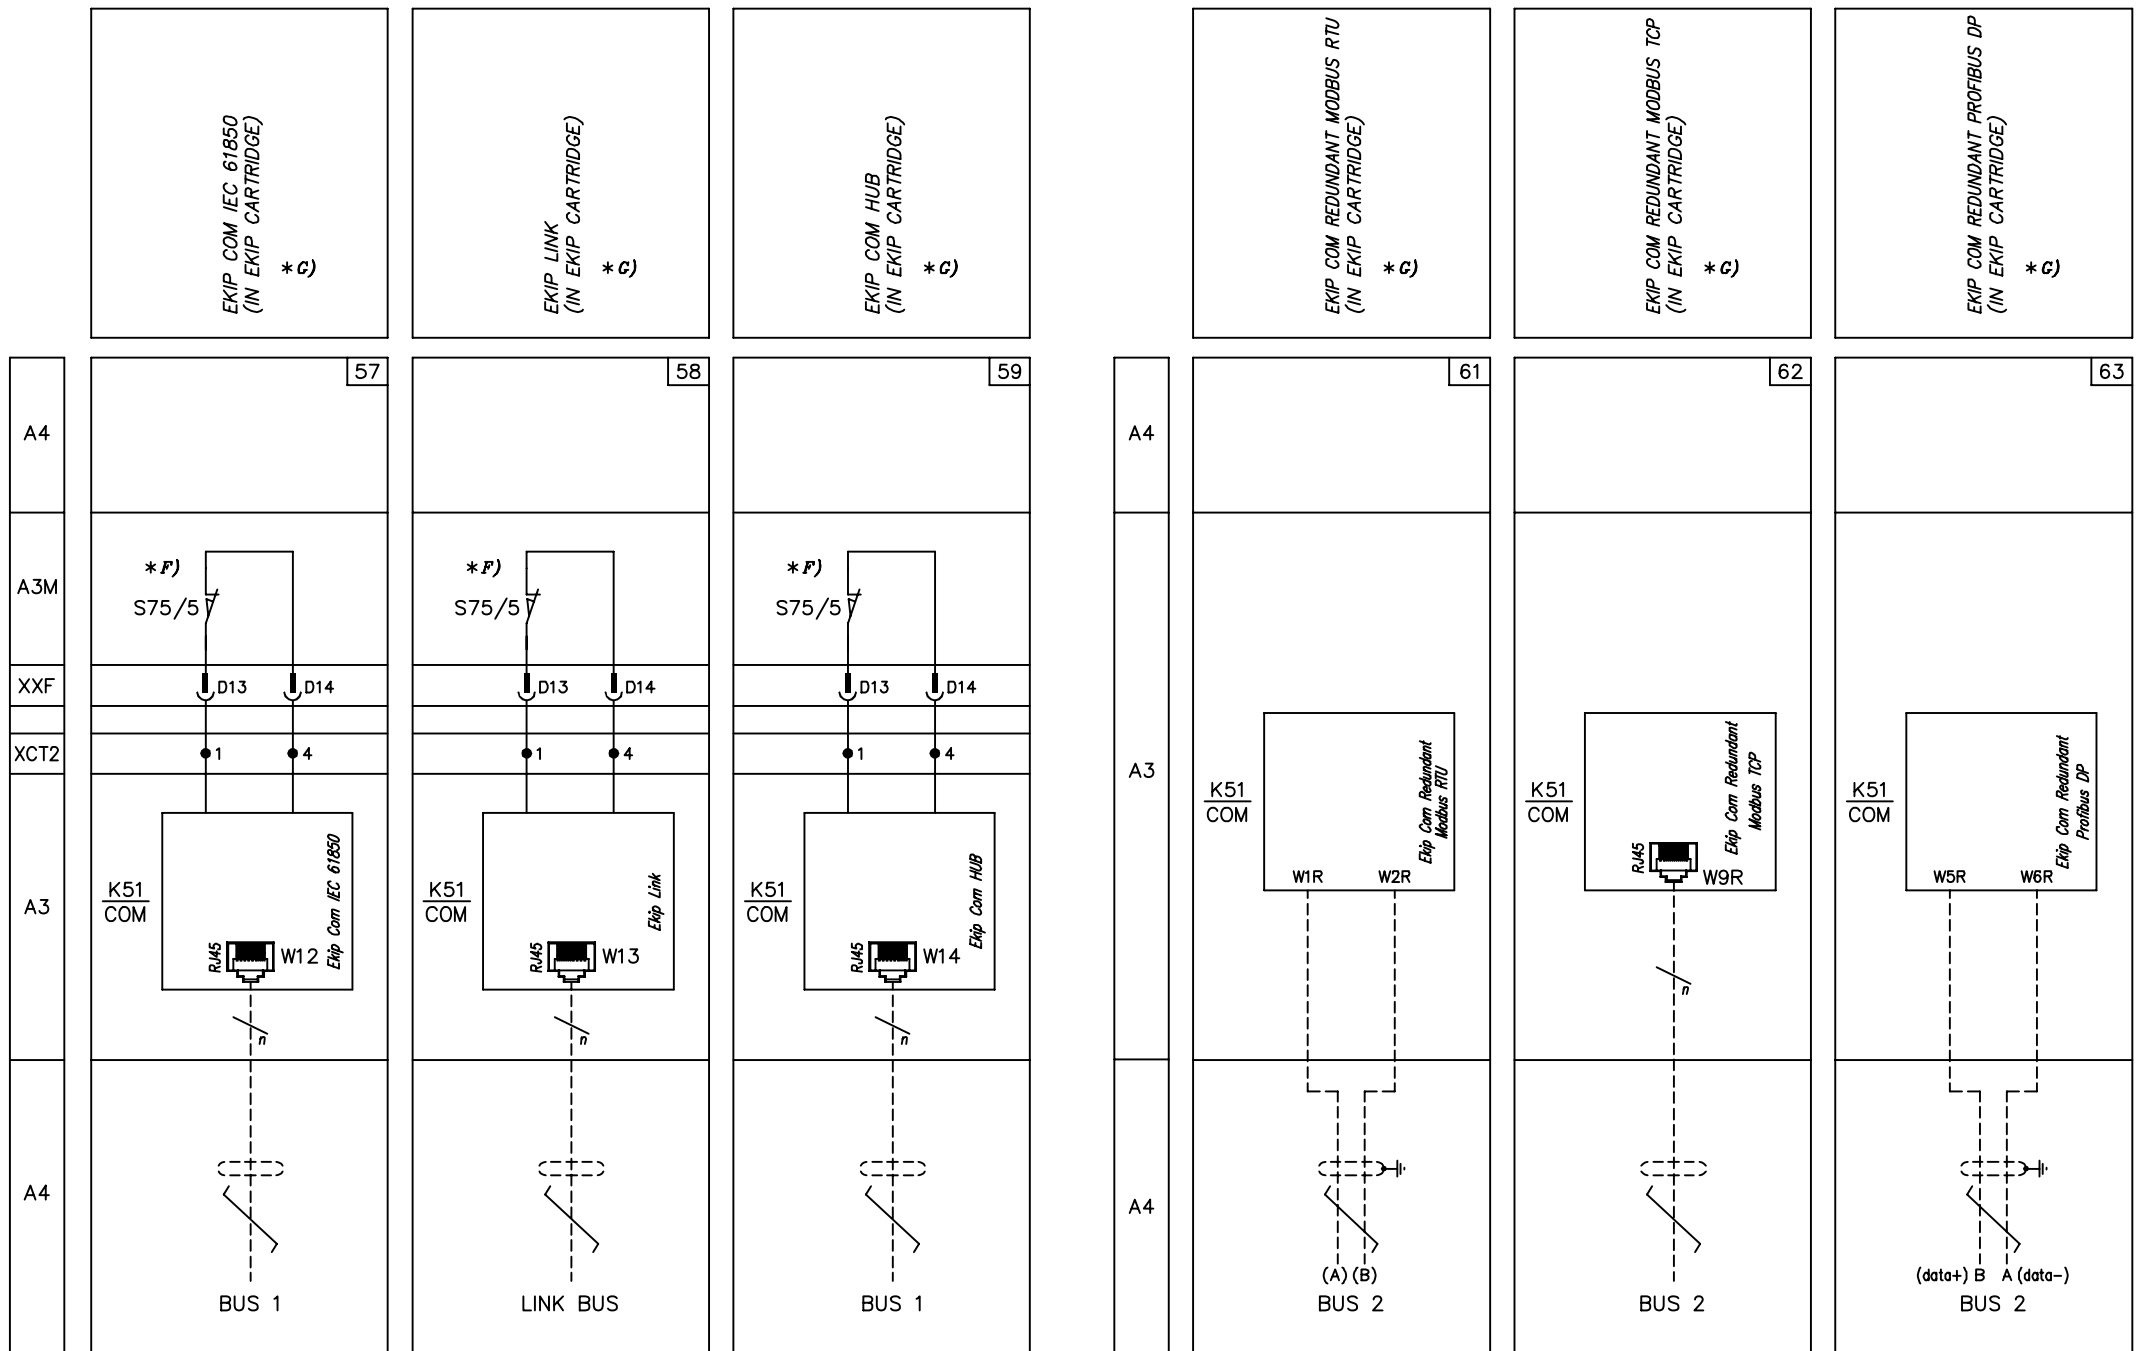 EKIP COM IEC 61850
(IN EKIP CARTRIDGE)
*G)
EKIP LINK
(IN EKIP CARTRIDGE)
*G)
EKIP COM HUB
(IN EKIP CARTRIDGE)
*G)
EKIP COM REDUNDANT MODBUS RTU
(IN EKIP CARTRIDGE)
*G)
EKIP COM REDUNDANT MODBUS TCP
(IN EKIP CARTRIDGE)
*G)
EKIP COM REDUNDANT PROFIBUS DP
(IN EKIP CARTRIDGE)
*G)
A4
A3M
XXF
XCT2
A3
A4
57
*F)
S75/5
D13 D14
1 4
K51
COM
Ekip Com IEC 61850
RJ45
W12
n
BUS 1
58
*F)
S75/5
D13 D14
1 4
K51
COM
Ekip Link
RJ45
W13
n
LINK BUS
59
*F)
S75/5
D13 D14
1 4
K51
COM
Ekip Com HUB
RJ45
W14
n
BUS 1
A4
A3
A4
61
K51
COM
Ekip Com Redundant
Modbus RTU
W1R W2R
(A) (B)
BUS 2
62
K51
COM
Ekip Com Redundant
Modbus TCP
RJ45
W9R
n
BUS 2
63
K51
COM
Ekip Com Redundant
Profibus DP
W5R W6R
(data+) B A (data-)
BUS 2